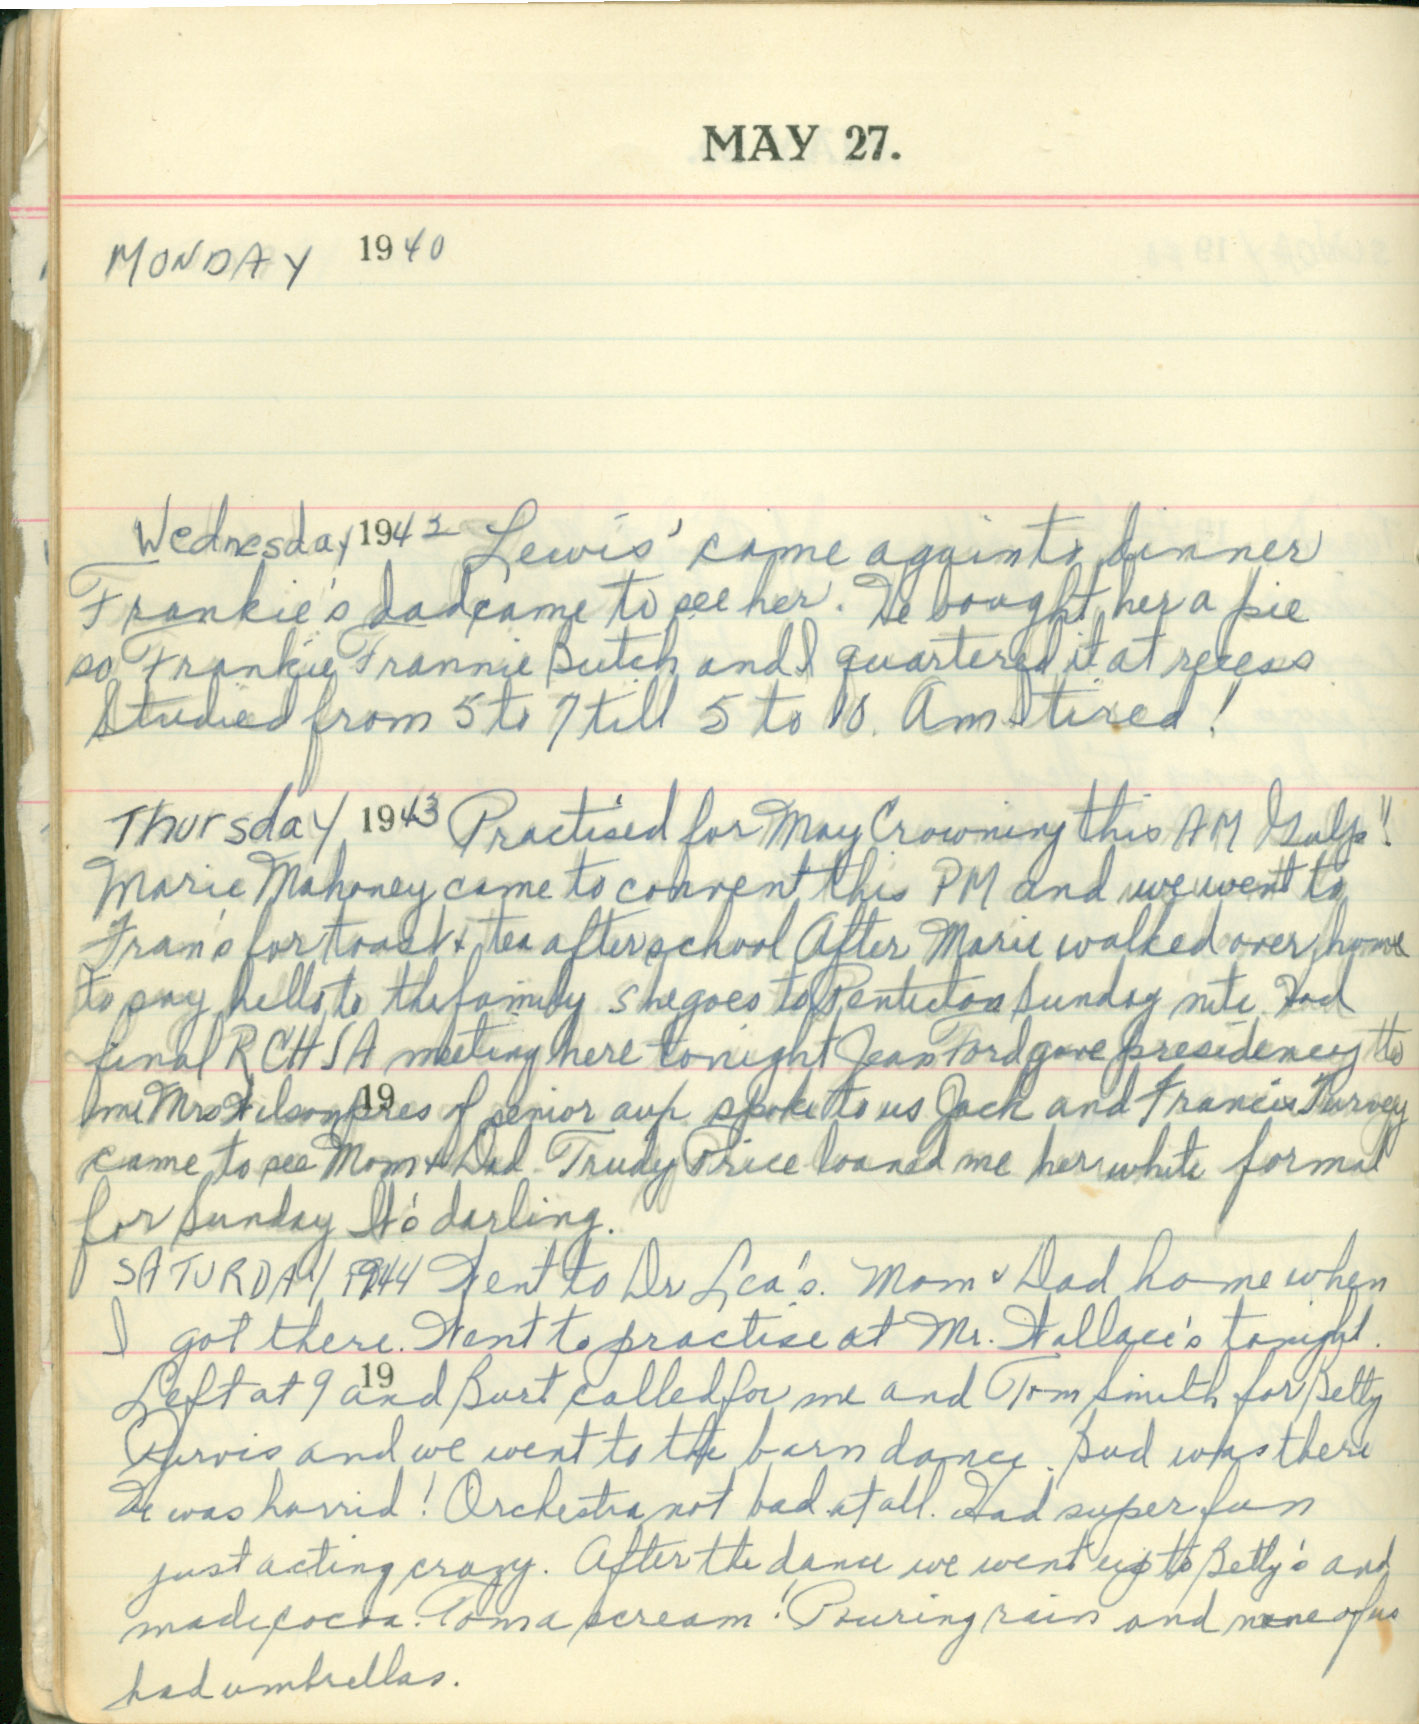 MAY 27.
MONDAY 1940
Wednesday 1942 Lewis' came again to dinner
Frankie's dad came to see her. He bought her a pie
so Frankie Frannie Butch and I quartered it at recess
Studied from 5 to 7 till 5 to 10. Am I tired!
Thursday 1943 Practised for May Crowning this AM Gulp!!
Marie Mahoney came to convent this PM and we went to
Fran's for toast & tea after school After Marie walked over home
to say hello to the family She goes to Penticton Sunday nite. Had
final RCHSA meeting here tonight Jean Ford gave presidency to
19
me Mrs Wilson pres of senior aux spoke to us Jack and Francis Purvey
came to see Mom & Dad. Trudy Price loaned me her white formal
for Sunday It's darling.
SATURDAY 1944 Went to Dr Lea's. Mom & Dad home when
I got there. Went to practise at Mr. Wallace's tonight.
19
Left at 9 and Burt called for me and Tom Smith for Betty
Purvis and we went to the barn dance. Bud was there
He was horrid! Orchestra not bad at all. Had super fun
just acting crazy. After the dance we went up to Betty's and
made cocoa. Tom a scream! Pouring rain and none of us
had umbrellas.